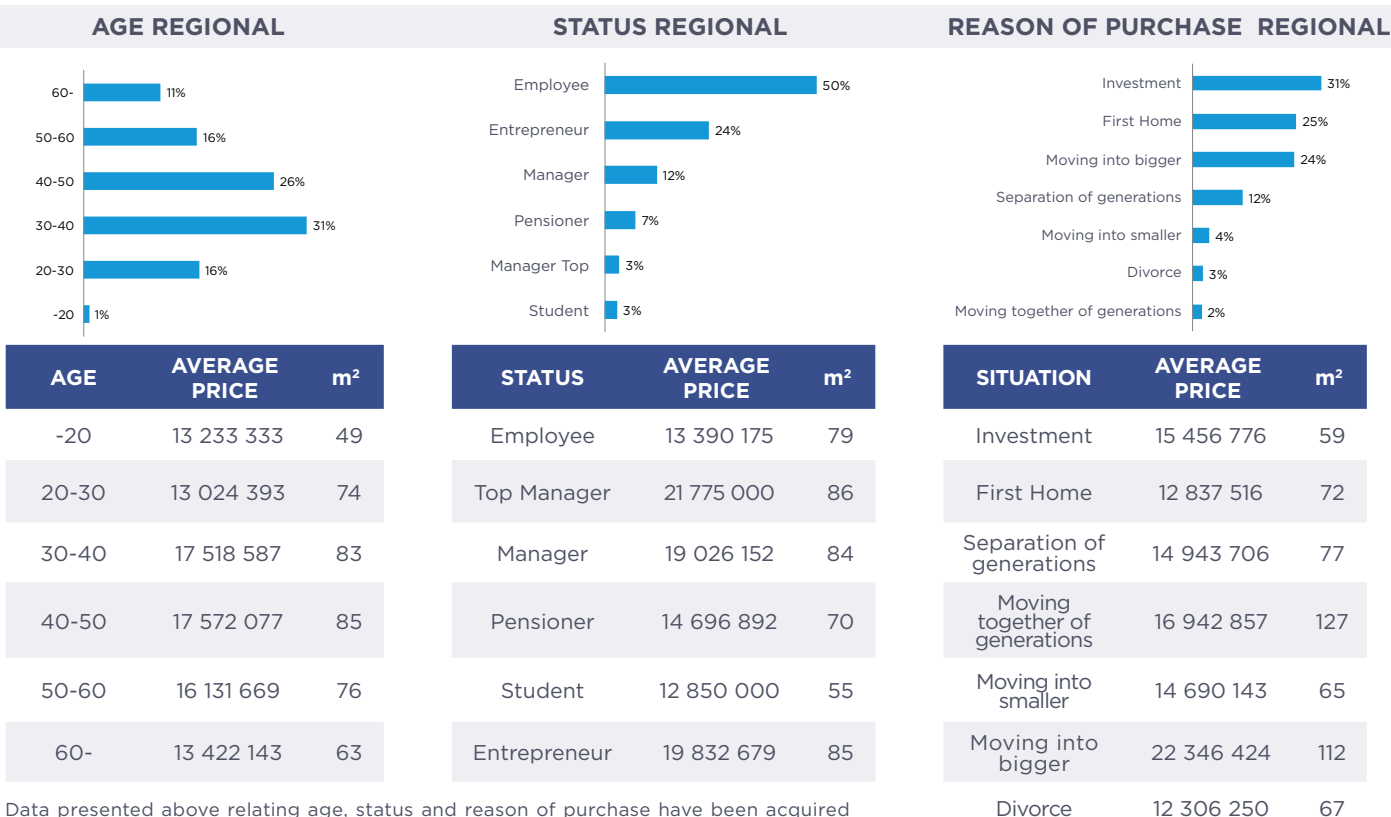 AGE REGIONAL
60- 11%
50-60 16%
40-50 26%
30-40 31%
20-30 16%
-20 1%
AGE AVERAGE PRICE m²
-20 13 233 333 49
20-30 13 024 393 74
30-40 17 518 587 83
40-50 17 572 077 85
50-60 16 131 669 76
60- 13 422 143 63
Data presented above relating age, status and reason of purchase have been acquired
STATUS REGIONAL
Employee 50%
Entrepreneur 24%
Manager 12%
Pensioner 7%
Manager Top 3%
Student 3%
STATUS AVERAGE PRICE m²
Employee 13 390 175 79
Top Manager 21 775 000 86
Manager 19 026 152 84
Pensioner 14 696 892 70
Student 12 850 000 55
Entrepreneur 19 832 679 85
REASON OF PURCHASE REGIONAL
Investment 31%
First Home 25%
Moving into bigger 24%
Separation of generations 12%
Moving into smaller 4%
Divorce 3%
Moving together of generations 2%
SITUATION AVERAGE PRICE m²
Investment 15 456 776 59
First Home 12 837 516 72
Separation of generations 14 943 706 77
Moving together of generations 16 942 857 127
Moving into smaller 14 690 143 65
Moving into bigger 22 346 424 112
Divorce 12 306 250 67